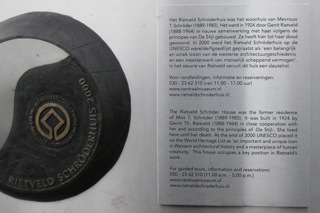 RIETVELD SCHRÖDERHUIS 2000
Het Rietveld Schröderhuis was het woonhuis van Mevrouw
T. Schröder (1889-1985). Het werd in 1924 door Gerrit Rietveld
(1888-1964) in nauwe samenwerking met haar volgens de
principes van De Stijl gebouwd. Ze heeft hier tot haar dood
gewoond. In 2000 werd het Rietveld Schröderhuis op de
UNESCO werelderfgoedlijst geplaatst als 'een belangrijk
en uniek icoon van de westerse architectuurgeschiedenis
en een meesterwerk van menselijk scheppend vermogen'.
In het oeuvre van Rietveld vervult dit huis een sleutelrol.
Voor rondleidingen, informatie en reserveringen:
030 - 23 62 310 (van 11.00 - 17.00 uur)
www.centraalmuseum.nl
www.rietveldschroderhuis.nl
The Rietveld Schröder House was the former residence
of Miss T. Schröder (1889-1985). It was built in 1924 by
Gerrit Th. Rietveld (1888-1964) in close cooperation with
her and according to the principles of -De Stijl-. She lived
here until her death. At the end of 2000 UNESCO placed it
on the World Heritage List as 'an important and unique icon
in Western architectural history and a masterpiece of human
creativity.' This house occupies a key position in Rietveld's
work.
For guided tours, information and reservations:
030 - 23 62 310 (11.00 a.m. - 5.00 p.m.)
www.centraalmuseum.nl
www.rietveldschroderhuis.nl